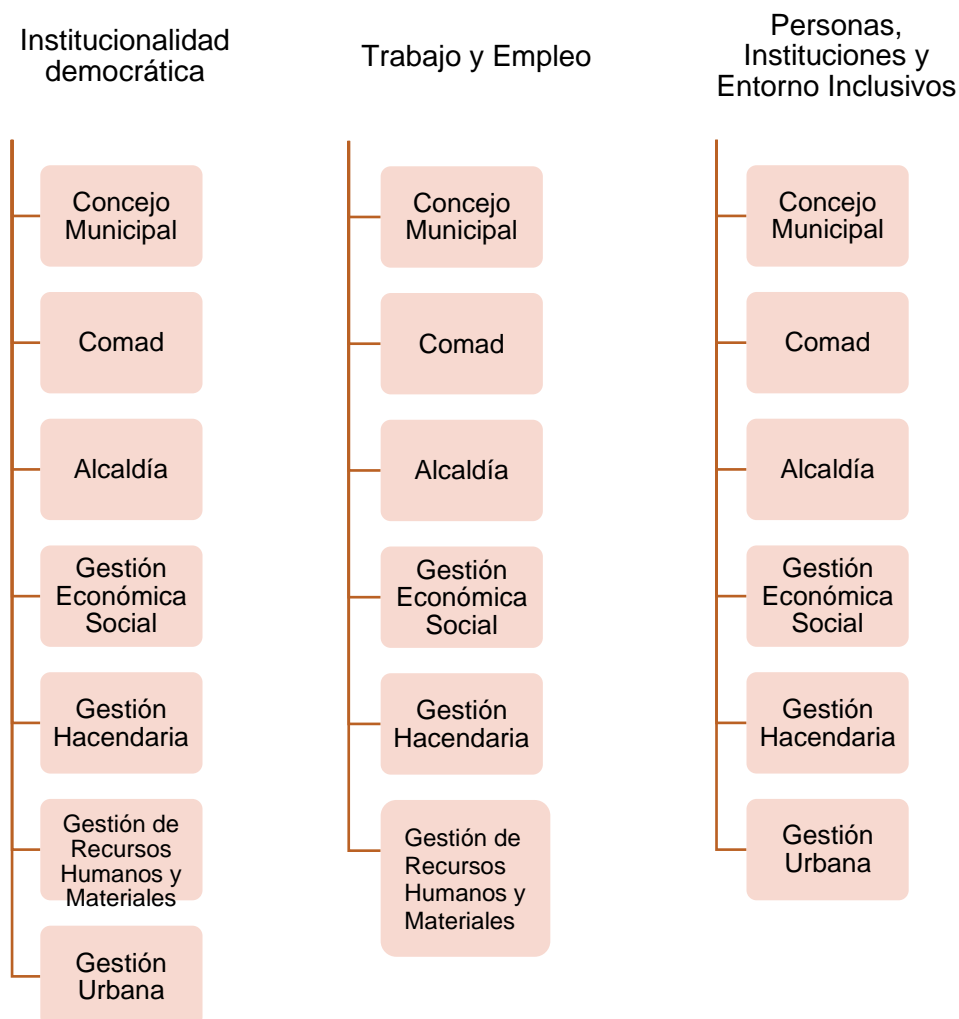 Institucionalidad
democrática
Concejo
Municipal
Comad
Alcaldía
Gestión
Económica
Social
Gestión
Hacendaria
Gestión de
Recursos
Humanos y
Materiales
Gestión
Urbana
Trabajo y Empleo
Concejo
Municipal
Comad
Alcaldía
Gestión
Económica
Social
Gestión
Hacendaria
Gestión de
Recursos
Humanos y
Materiales
Personas,
Instituciones y
Entorno Inclusivos
Concejo
Municipal
Comad
Alcaldía
Gestión
Económica
Social
Gestión
Hacendaria
Gestión
Urbana